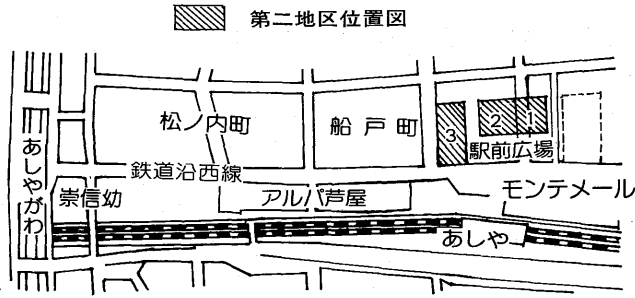 第二地区位置図
松ノ内町
船戸町
3
2
1
駅前広場
あしやがわ
鉄道沿西線
崇信幼
アルパ芦屋
モンテメール
あしや